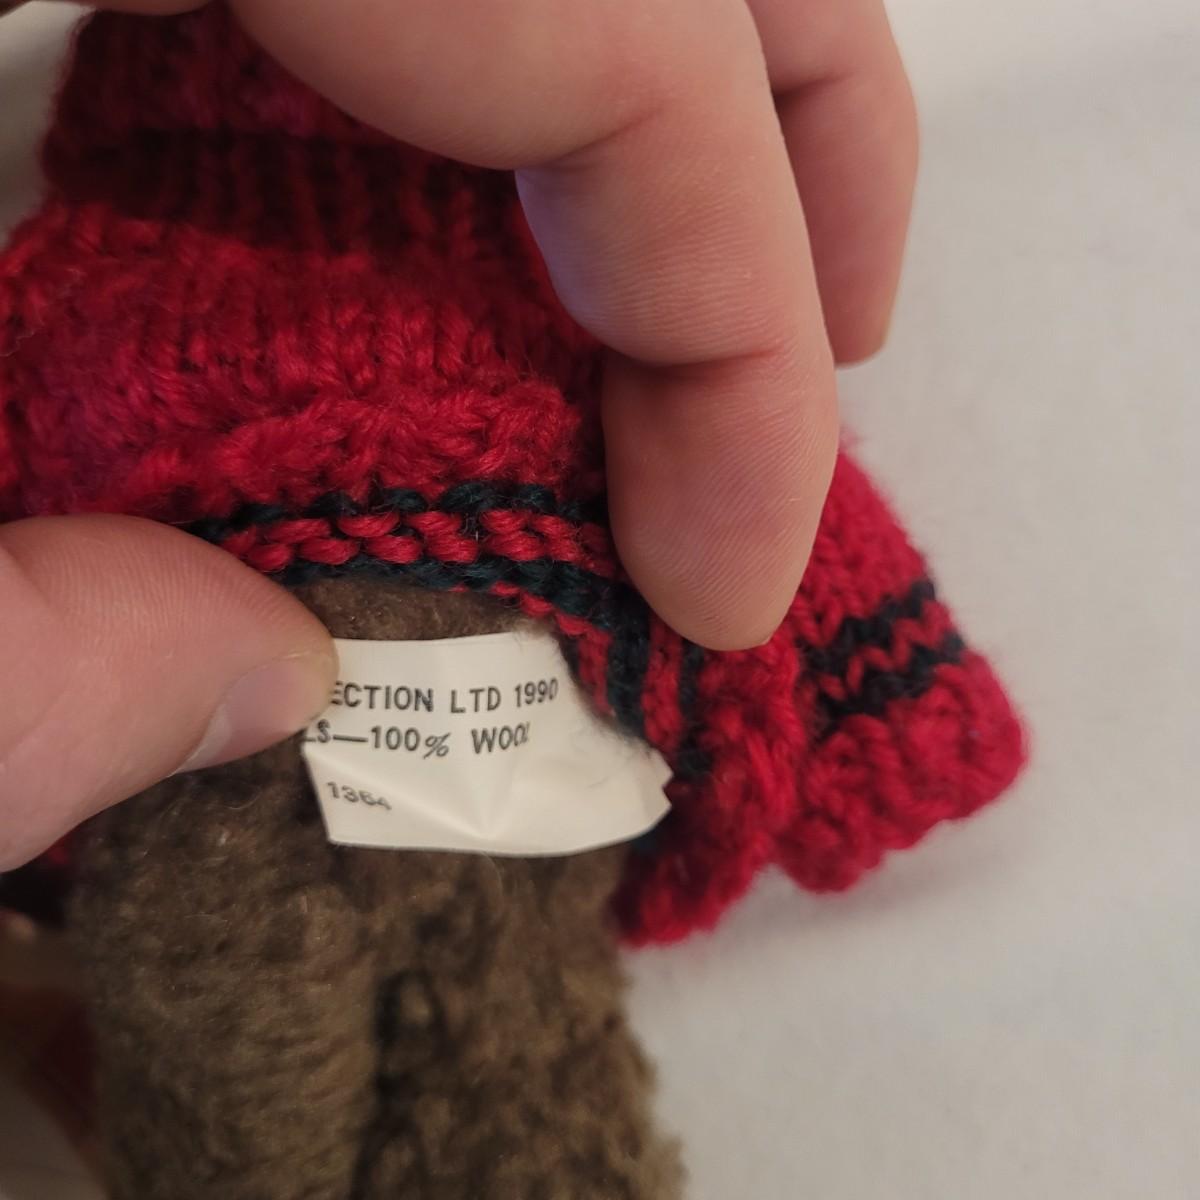 ECTION LTD 1990
LS—100% WOOL
1364